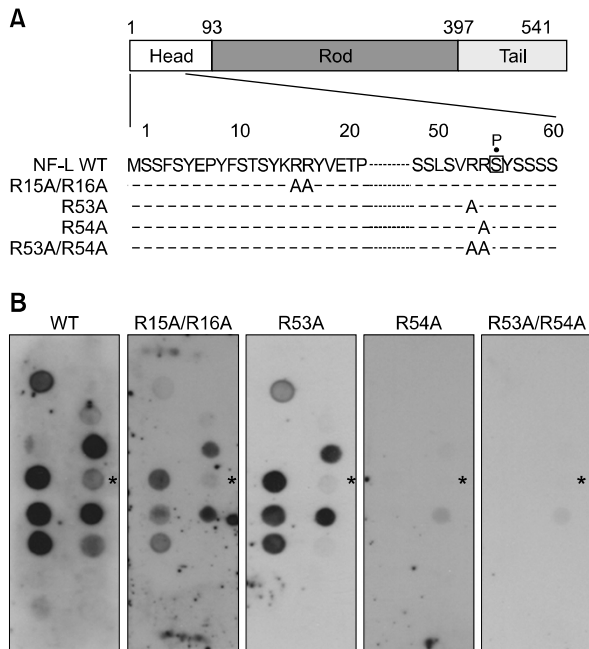 A
1 93 397 541
Head Rod Tail
1 10 20 50 60
P
NF-L WT MSSFSYEPYFSTSYKRRYVETP-------SSLSVRRSYSSSS
R15A/R16A --------------AA-----------------------
R53A -----------------------------A-------
R54A ------------------------------A------
R53A/R54A -----------------------------AA------
B
WT R15A/R16A R53A R54A R53A/R54A
* * * * *